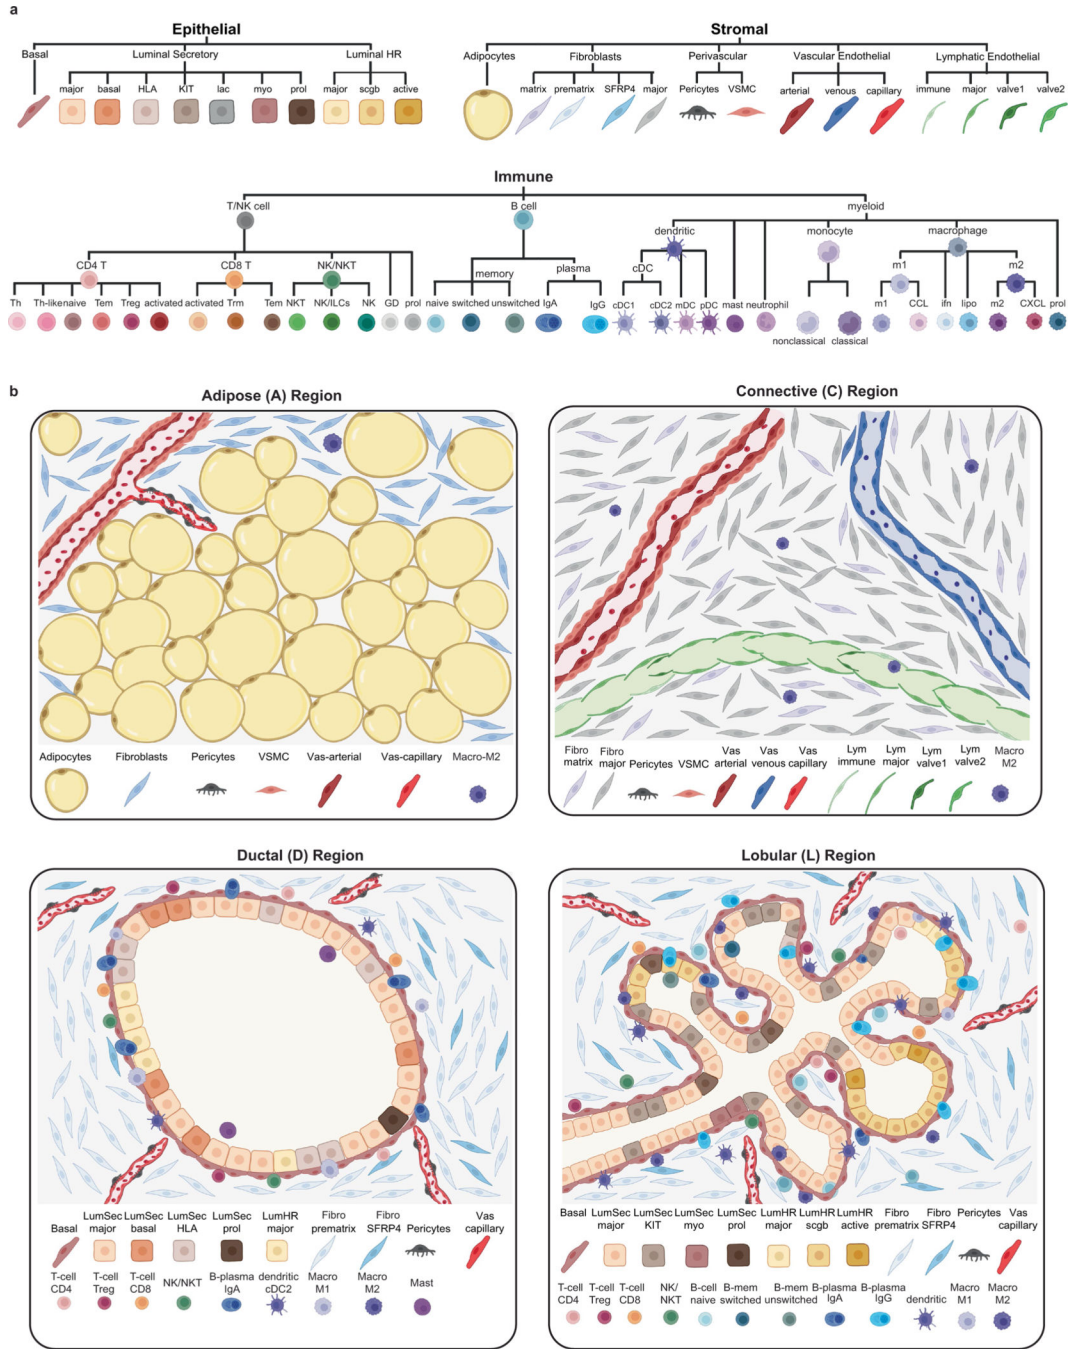 a
Epithelial
Basal
Luminal Secretory
Luminal HR
major basal HLA KIT lac myo prol major scgb active
Stromal
Adipocytes
Fibroblasts
Perivascular
Vascular Endothelial
Lymphatic Endothelial
matrix prematrix SFRP4 major
Pericytes VSMC
arterial venous capillary
immune major valve1 valve2
Immune
T/NK cell
B cell
myeloid
dendritic
monocyte
macrophage
CD4 T
CD8 T
NK/NKT
memory
plasma
cDC
m1
m2
Th Th-like naive Tem Treg activated
activated Trm Tem
NKT NK/ILCs NK
GD prol
naive switched unswitched IgA IgG
cDC1 cDC2 mDC pDC
mast neutrophil
nonclassical classical
m1 CCL ifn lipo m2 CXCL prol
b
Adipose (A) Region
Adipocytes Fibroblasts Pericytes VSMC Vas-arterial Vas-capillary Macro-M2
Connective (C) Region
Fibro matrix
Fibro major
Pericytes
VSMC
Vas arterial
Vas venous
Vas capillary
Lym immune
Lym major
Lym valve1
Lym valve2
Macro M2
Ductal (D) Region
Basal
LumSec major
LumSec basal
LumSec HLA
LumSec prol
LumHR major
Fibro prematrix
Fibro SFRP4
Pericytes
Vas capillary
T-cell CD4
T-cell Treg
T-cell CD8
NK/NKT
B-plasma IgA
dendritic cDC2
Macro M1
Macro M2
Mast
Lobular (L) Region
Basal
LumSec major
LumSec KIT
LumSec myo
LumSec prol
LumHR major
LumHR scgb
LumHR active
Fibro prematrix
Fibro SFRP4
Pericytes
Vas capillary
T-cell CD4
T-cell Treg
T-cell CD8
NK/ NKT
B-cell naive
B-mem switched
B-mem unswitched
B-plasma IgA
B-plasma IgG
dendritic
Macro M1
Macro M2